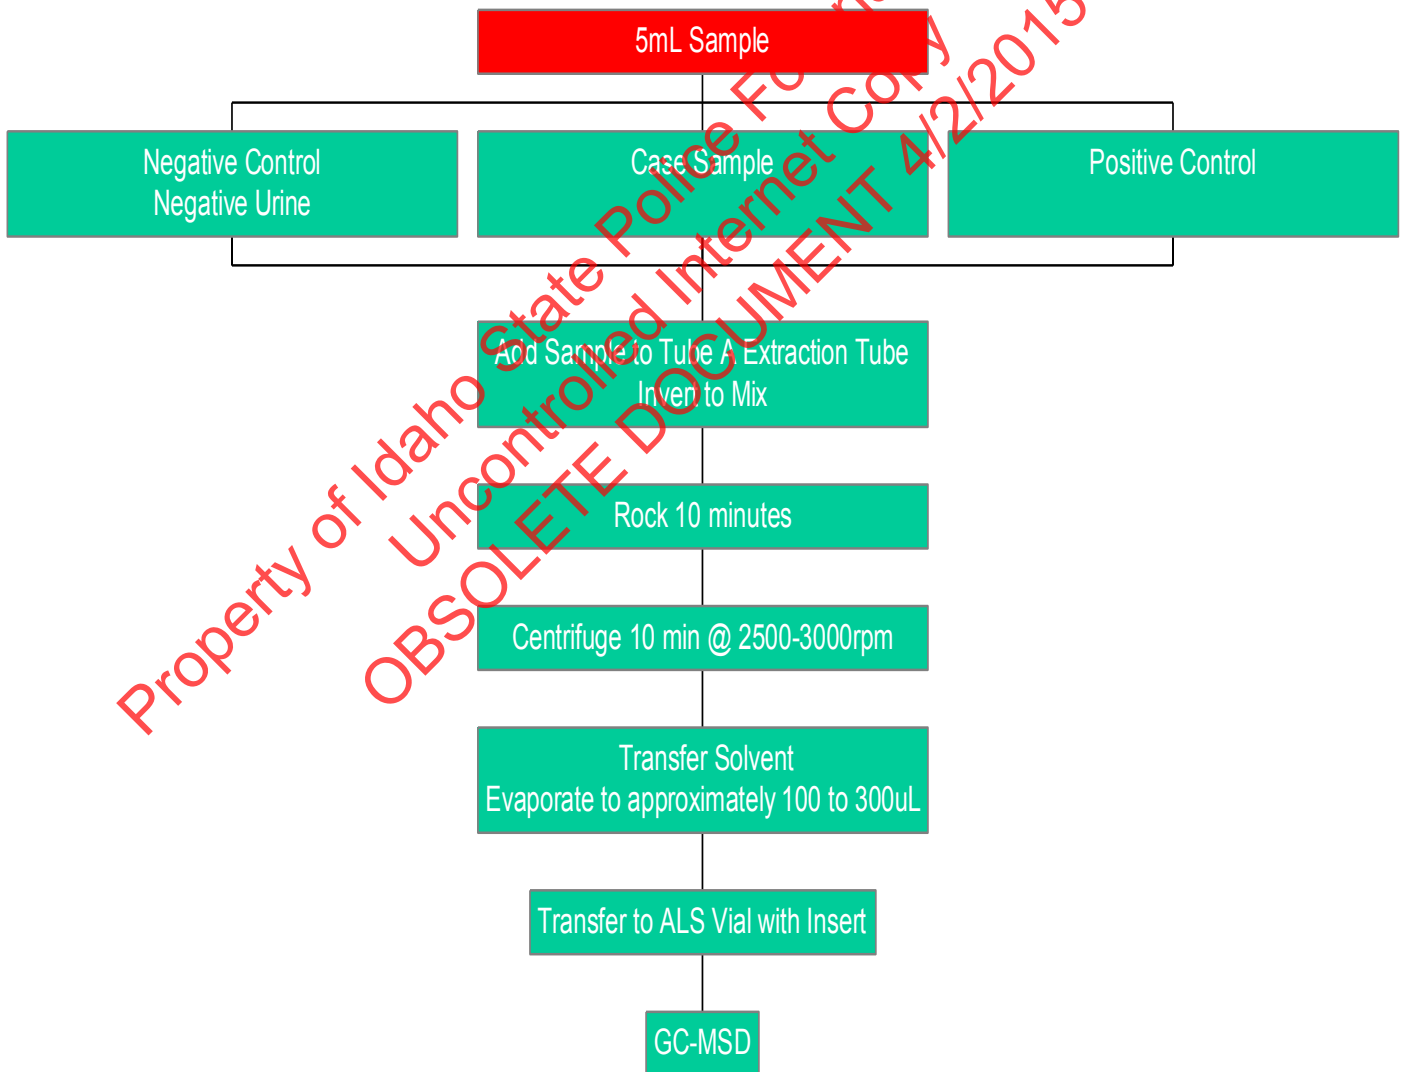 5mL Sample
Negative Control
Negative Urine
Case Sample
Positive Control
Add Sample to Tube A Extraction Tube
Invert to Mix
Rock 10 minutes
Centrifuge 10 min @ 2500-3000rpm
Transfer Solvent
Evaporate to approximately 100 to 300uL
Transfer to ALS Vial with Insert
GC-MSD
Property of Idaho State Police
Uncontrolled Internet Copy
OBSOLETE DOCUMENT 4/2/2015